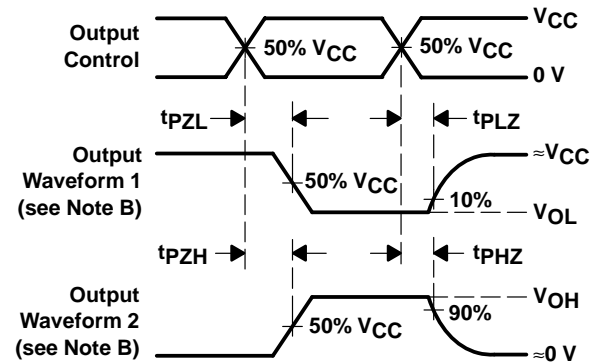 Output
Control
50% VCC
50% VCC
VCC
0 V
tPZL
tPLZ
Output
Waveform 1
(see Note B)
50% VCC
≈VCC
10%
VOL
tPZH
tPHZ
Output
Waveform 2
(see Note B)
50% VCC
VOH
90%
≈0 V